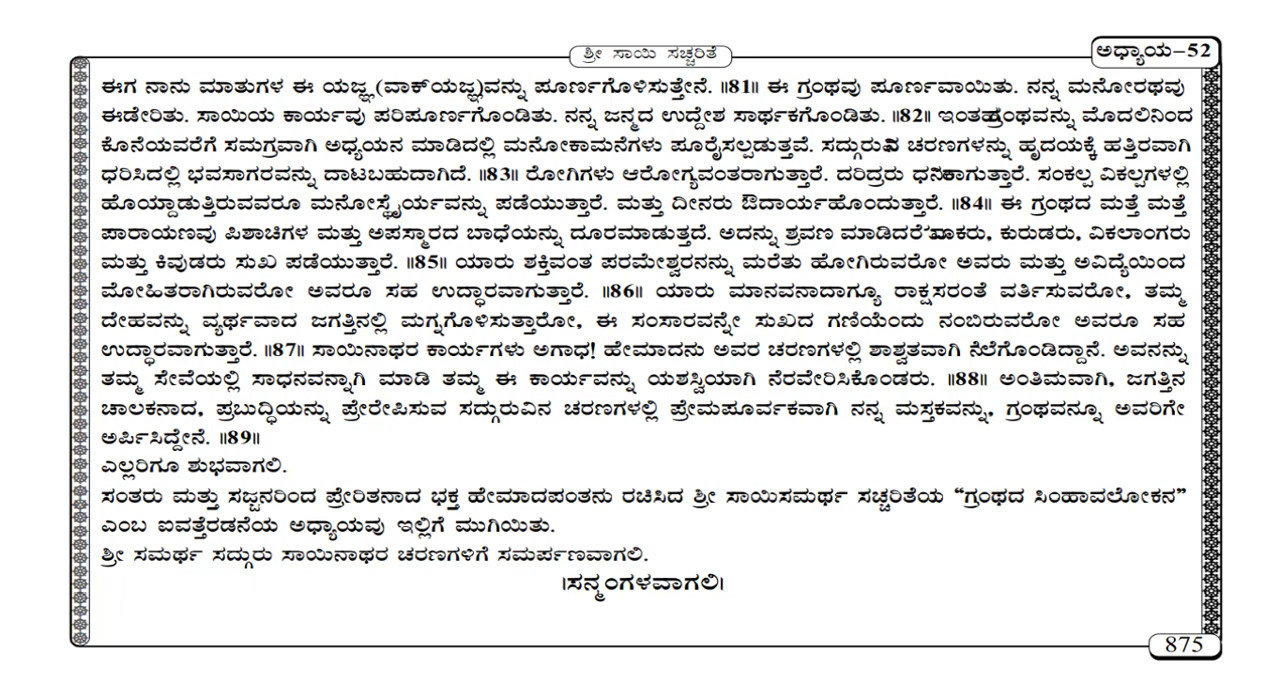 ಶ್ರೀ ಸಾಯಿ ಸಚ್ಚರಿತೆ
ಅಧ್ಯಾಯ–52
ಈಗ ನಾನು ಮಾತುಗಳ ಈ ಯಜ್ಞ(ವಾಕ್‌ಯಜ್ಞ)ವನ್ನು ಪೂರ್ಣಗೊಳಿಸುತ್ತೇನೆ. ॥81॥ ಈ ಗ್ರಂಥವು ಪೂರ್ಣವಾಯಿತು. ನನ್ನ ಮನೋರಥವು
ಈಡೇರಿತು. ಸಾಯಿಯ ಕಾರ್ಯವು ಪರಿಪೂರ್ಣಗೊಂಡಿತು. ನನ್ನ ಜನ್ಮದ ಉದ್ದೇಶ ಸಾರ್ಥಕಗೊಂಡಿತು. ॥82॥ ಇಂತಹ ಗ್ರಂಥವನ್ನು ಮೊದಲಿನಿಂದ
ಕೊನೆಯವರೆಗೆ ಸಮಗ್ರವಾಗಿ ಅಧ್ಯಯನ ಮಾಡಿದಲ್ಲಿ ಮನೋಕಾಮನೆಗಳು ಪೂರೈಸಲ್ಪಡುತ್ತವೆ. ಸದ್ಗುರುವಿನ ಚರಣಗಳನ್ನು ಹೃದಯಕ್ಕೆ ಹತ್ತಿರವಾಗಿ
ಧರಿಸಿದಲ್ಲಿ ಭವಸಾಗರವನ್ನು ದಾಟಬಹುದಾಗಿದೆ. ॥83॥ ರೋಗಿಗಳು ಆರೋಗ್ಯವಂತರಾಗುತ್ತಾರೆ. ದರಿದ್ರರು ಧನಿಕರಾಗುತ್ತಾರೆ. ಸಂಕಲ್ಪ ವಿಕಲ್ಪಗಳಲ್ಲಿ
ಹೊಯ್ದಾಡುತ್ತಿರುವವರೂ ಮನೋಸ್ಥೈರ್ಯವನ್ನು ಪಡೆಯುತ್ತಾರೆ. ಮತ್ತು ದೀನರು ಔದಾರ್ಯಹೊಂದುತ್ತಾರೆ. ॥84॥ ಈ ಗ್ರಂಥದ ಮತ್ತೆ ಮತ್ತೆ
ಪಾರಾಯಣವು ಪಿಶಾಚಿಗಳ ಮತ್ತು ಅಪಸ್ಮಾರದ ಬಾಧೆಯನ್ನು ದೂರಮಾಡುತ್ತದೆ. ಅದನ್ನು ಶ್ರವಣ ಮಾಡಿದರೆ ಕುರುಡರು, ವಿಕಲಾಂಗರು
ಮತ್ತು ಕಿವುಡರು ಸುಖ ಪಡೆಯುತ್ತಾರೆ. ॥85॥ ಯಾರು ಶಕ್ತಿವಂತ ಪರಮೇಶ್ವರನನ್ನು ಮರೆತು ಹೋಗಿರುವರೋ ಅವರು ಮತ್ತು ಅವಿದ್ಯೆಯಿಂದ
ಮೋಹಿತರಾಗಿರುವರೋ ಅವರೂ ಸಹ ಉದ್ಧಾರವಾಗುತ್ತಾರೆ. ॥86॥ ಯಾರು ಮಾನವನಾದಾಗ್ಯೂ ರಾಕ್ಷಸರಂತೆ ವರ್ತಿಸುವರೋ, ತಮ್ಮ
ದೇಹವನ್ನು ವ್ಯರ್ಥವಾದ ಜಗತ್ತಿನಲ್ಲಿ ಮಗ್ನಗೊಳಿಸುತ್ತಾರೋ, ಈ ಸಂಸಾರವನ್ನೇ ಸುಖದ ಗಣಿಯೆಂದು ನಂಬಿರುವರೋ ಅವರೂ ಸಹ
ಉದ್ಧಾರವಾಗುತ್ತಾರೆ. ॥87॥ ಸಾಯಿನಾಥರ ಕಾರ್ಯಗಳು ಅಗಾಧ! ಹೇಮಾದನು ಅವರ ಚರಣಗಳಲ್ಲಿ ಶಾಶ್ವತವಾಗಿ ನೆಲೆಗೊಂಡಿದ್ದಾನೆ. ಅವನನ್ನು
ತಮ್ಮ ಸೇವೆಯಲ್ಲಿ ಸಾಧನವನ್ನಾಗಿ ಮಾಡಿ ತಮ್ಮ ಈ ಕಾರ್ಯವನ್ನು ಯಶಸ್ವಿಯಾಗಿ ನೆರವೇರಿಸಿಕೊಂಡರು. ॥88॥ ಅಂತಿಮವಾಗಿ, ಜಗತ್ತಿನ
ಚಾಲಕನಾದ, ಪ್ರಬುದ್ಧಿಯನ್ನು ಪ್ರೇರೇಪಿಸುವ ಸದ್ಗುರುವಿನ ಚರಣಗಳಲ್ಲಿ ಪ್ರೇಮಪೂರ್ವಕವಾಗಿ ನನ್ನ ಮಸ್ತಕವನ್ನು, ಗ್ರಂಥವನ್ನೂ ಅವರಿಗೇ
ಅರ್ಪಿಸಿದ್ದೇನೆ. ॥89॥
ಎಲ್ಲರಿಗೂ ಶುಭವಾಗಲಿ.
ಸಂತರು ಮತ್ತು ಸಜ್ಜನರಿಂದ ಪ್ರೇರಿತನಾದ ಭಕ್ತ ಹೇಮಾದಪಂತನು ರಚಿಸಿದ ಶ್ರೀ ಸಾಯಿಸಮರ್ಥ ಸಚ್ಚರಿತೆಯ “ಗ್ರಂಥದ ಸಿಂಹಾವಲೋಕನ”
ಎಂಬ ಐವತ್ತೆರಡನೆಯ ಅಧ್ಯಾಯವು ಇಲ್ಲಿಗೆ ಮುಗಿಯಿತು.
ಶ್ರೀ ಸಮರ್ಥ ಸದ್ಗುರು ಸಾಯಿನಾಥರ ಚರಣಗಳಿಗೆ ಸಮರ್ಪಣವಾಗಲಿ.
।ಸನ್ಮಂಗಳವಾಗಲಿ।
875